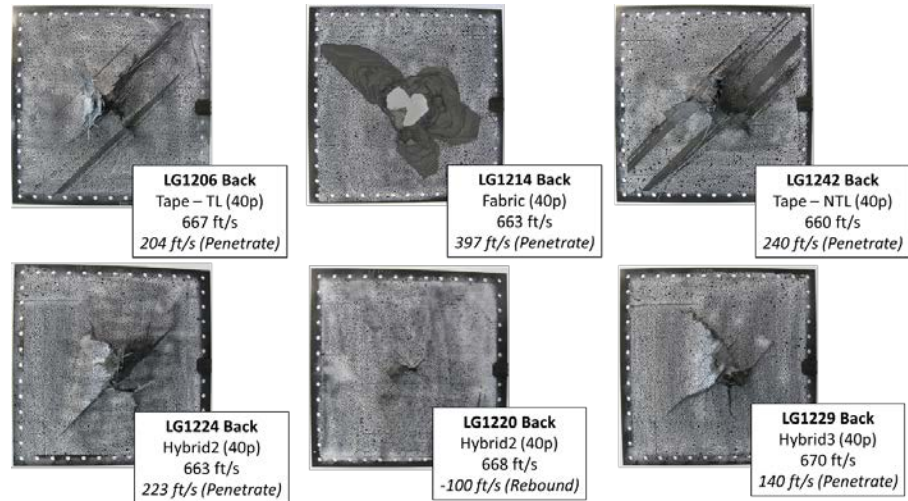 LG1206 Back
Tape – TL (40p)
667 ft/s
204 ft/s (Penetrate)
LG1214 Back
Fabric (40p)
663 ft/s
397 ft/s (Penetrate)
LG1242 Back
Tape – NTL (40p)
660 ft/s
240 ft/s (Penetrate)
LG1224 Back
Hybrid2 (40p)
663 ft/s
223 ft/s (Penetrate)
LG1220 Back
Hybrid2 (40p)
668 ft/s
-100 ft/s (Rebound)
LG1229 Back
Hybrid3 (40p)
670 ft/s
140 ft/s (Penetrate)